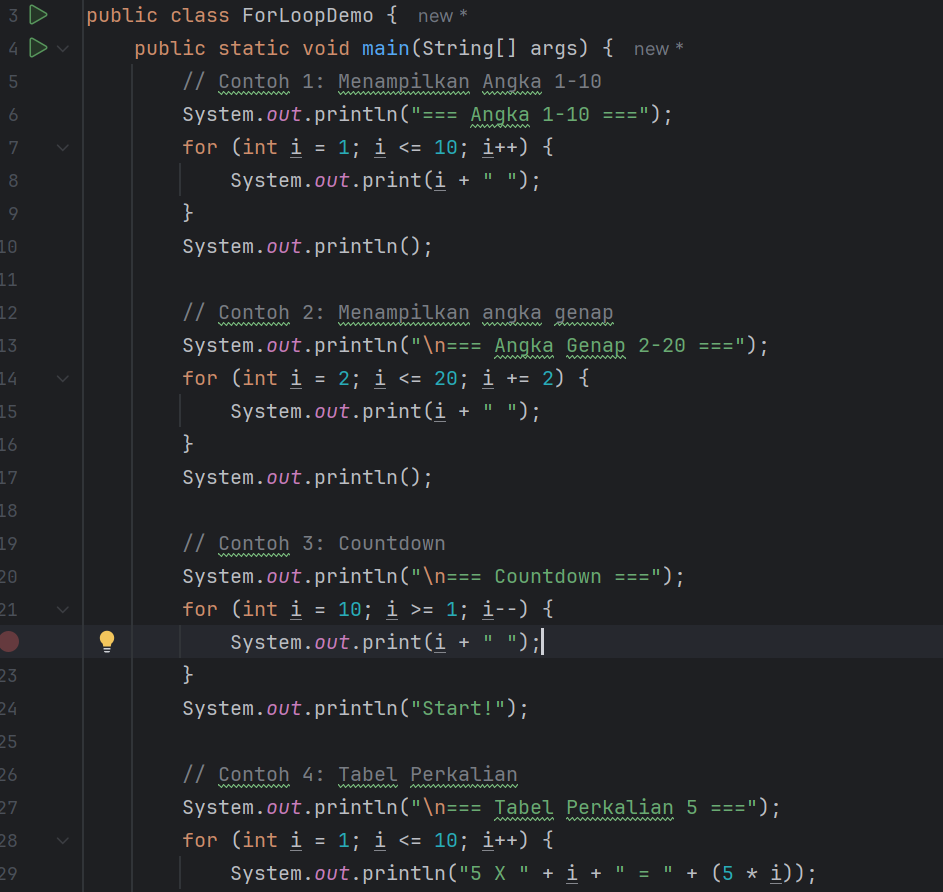 3 public class ForLoopDemo { new *
4 public static void main(String[] args) { new *
5 // Contoh 1: Menampilkan Angka 1-10
6 System.out.println("=== Angka 1-10 ===");
7 for (int i = 1; i <= 10; i++) {
8 System.out.print(i + " ");
9 }
10 System.out.println();
11
12 // Contoh 2: Menampilkan angka genap
13 System.out.println("\n=== Angka Genap 2-20 ===");
14 for (int i = 2; i <= 20; i += 2) {
15 System.out.print(i + " ");
16 }
17 System.out.println();
18
19 // Contoh 3: Countdown
20 System.out.println("\n=== Countdown ===");
21 for (int i = 10; i >= 1; i--) {
System.out.print(i + " ");
23 }
24 System.out.println("Start!");
25
26 // Contoh 4: Tabel Perkalian
27 System.out.println("\n=== Tabel Perkalian 5 ===");
28 for (int i = 1; i <= 10; i++) {
29 System.out.println("5 X " + i + " = " + (5 * i));